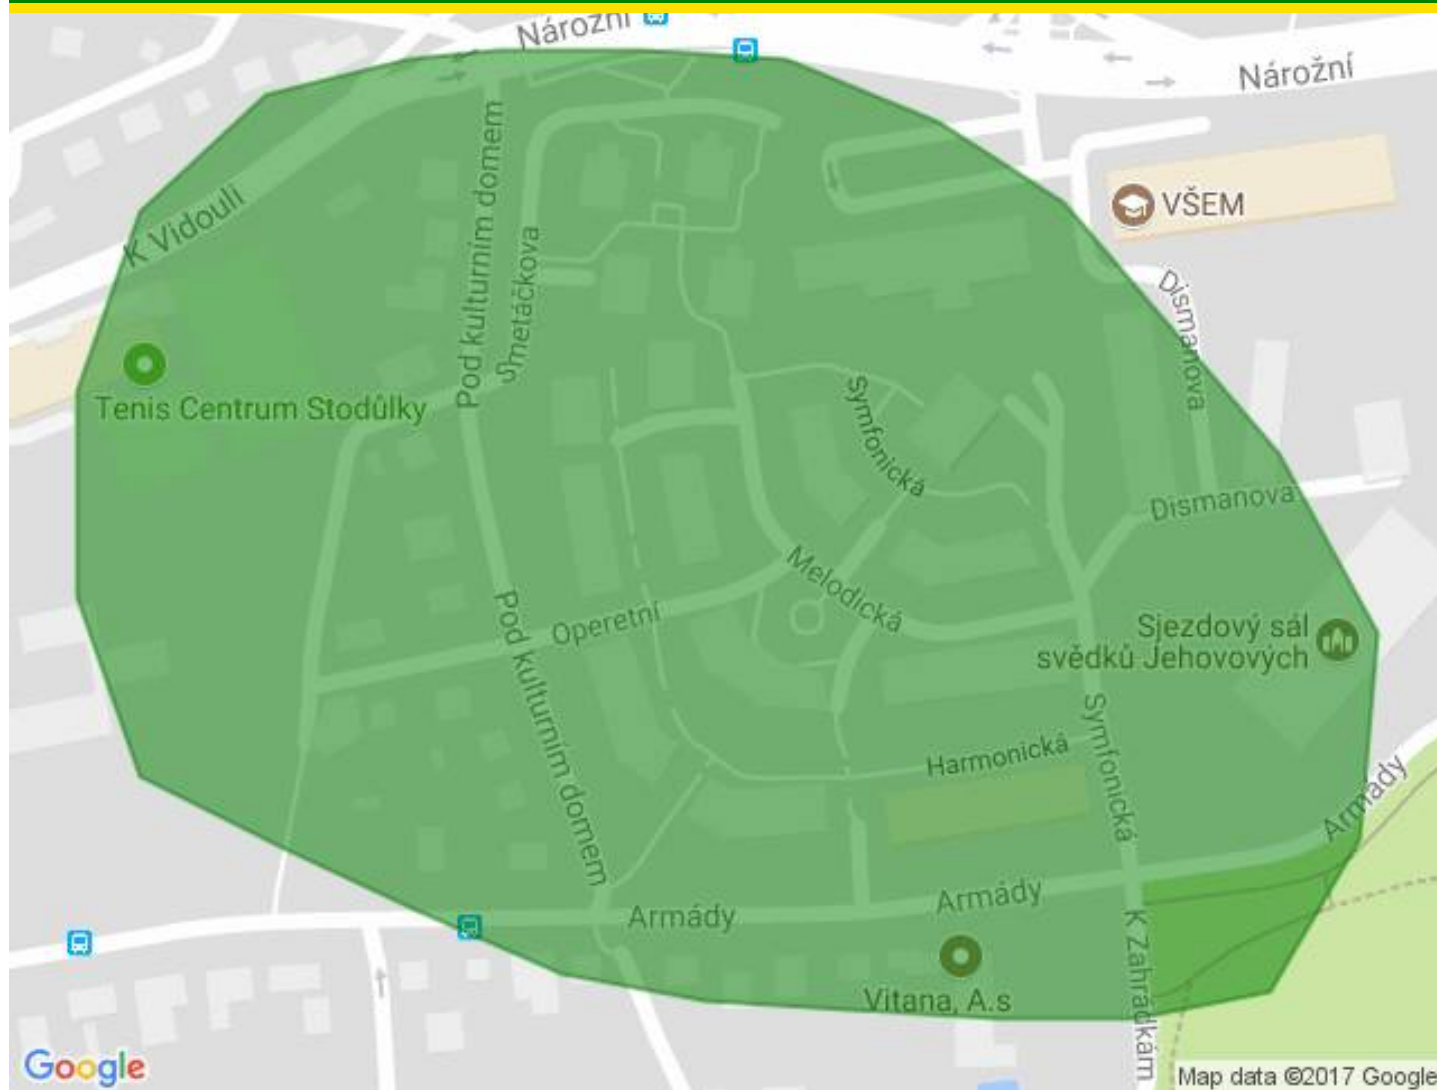 Nárožní
Nárožní
VŠEM
K Vidouli
Pod kulturním domem
Smetáčkova
Dismanova
Tenis Centrum Stodůlky
Symfonická
Dismanova
Melodická
Operetní
Pod kulturním domem
Sjezdový sál
svědků Jehovových
Symfonická
Harmonická
Armády
Armády
Armády
K Zahrádkám
Vitana, A.s
Google
Map data ©2017 Google